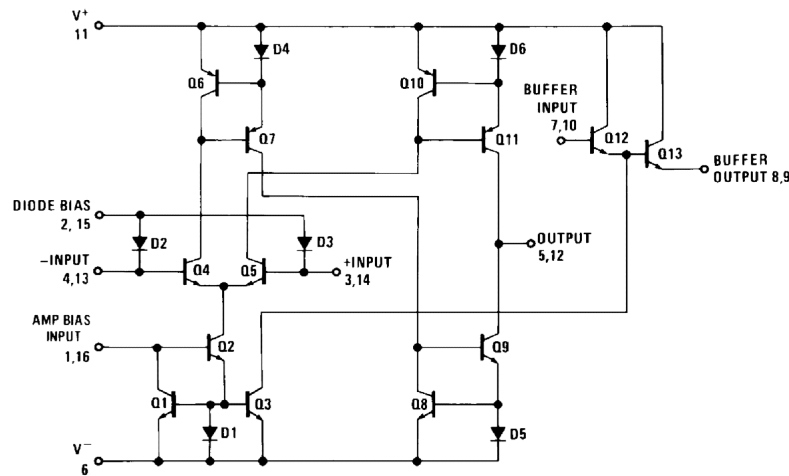 V+
11
D4
D6
Q6
Q10
BUFFER
INPUT
7,10
Q7
Q11
Q12
Q13
BUFFER
OUTPUT 8,9
DIODE BIAS
2, 15
D2
D3
-INPUT
4,13
Q4
Q5
+INPUT
3,14
OUTPUT
5,12
AMP BIAS
INPUT
1,16
Q2
Q9
Q1
Q3
Q8
D1
D5
V−
6